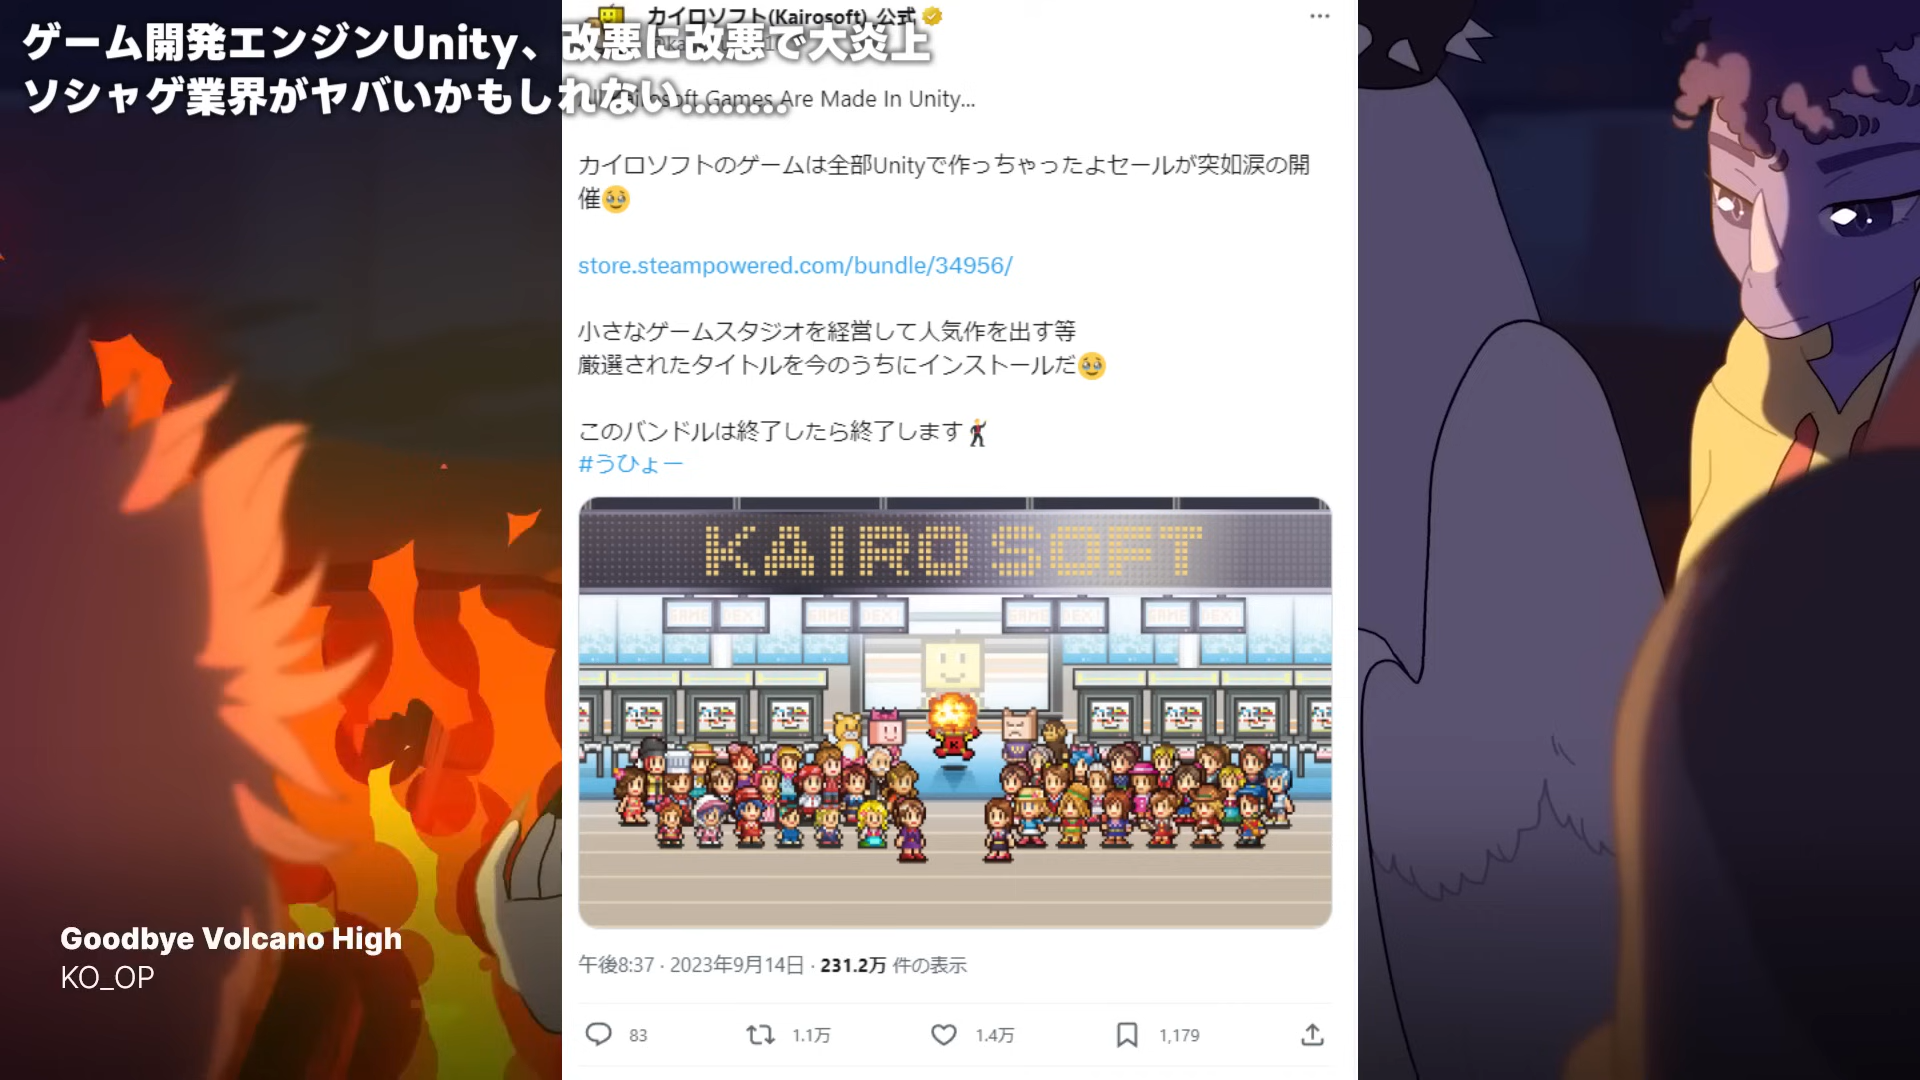 ゲーム開発エンジンUnity、改悪に改悪で大炎上
ソシャゲ業界がヤバいかもしれない........
カイロソフト(Kairosoft) 公式
Games Are Made In Unity...
カイロソフトのゲームは全部Unityで作っちゃったよセールが突如涙の開
催🥹
store.steampowered.com/bundle/34956/
小さなゲームスタジオを経営して人気作を出す等
厳選されたタイトルを今のうちにインストールだ🥹
このバンドルは終了したら終了します🕺
#うひょー
KAIRO SOFT
GAME DEX! GAME DEX! GAME DEX! GAME DEX!
Goodbye Volcano High
KO_OP
午後8:37 · 2023年9月14日 · 231.2万 件の表示
83 1.1万 1.4万 1,179